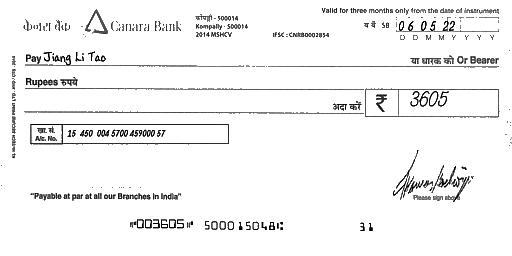 केनरा बैंक Canara Bank
कोंपल्ली - 500014
Kompally - 500014
2014 MSHCV
IFSC : CNRB0002854
Valid for three months only from the date of instrument
SB 06 05 22
D D M M Y Y Y Y
Pay Jiang Li Tao या धारक को Or Bearer
Rupees रुपये
अदा करें ₹ 3605
खा. सं.
A/c. No. 15 450 004 5700 459000 57
Please sign above
"Payable at par at all our Branches in India"
⑈003605⑈ 500015048⑆ 31